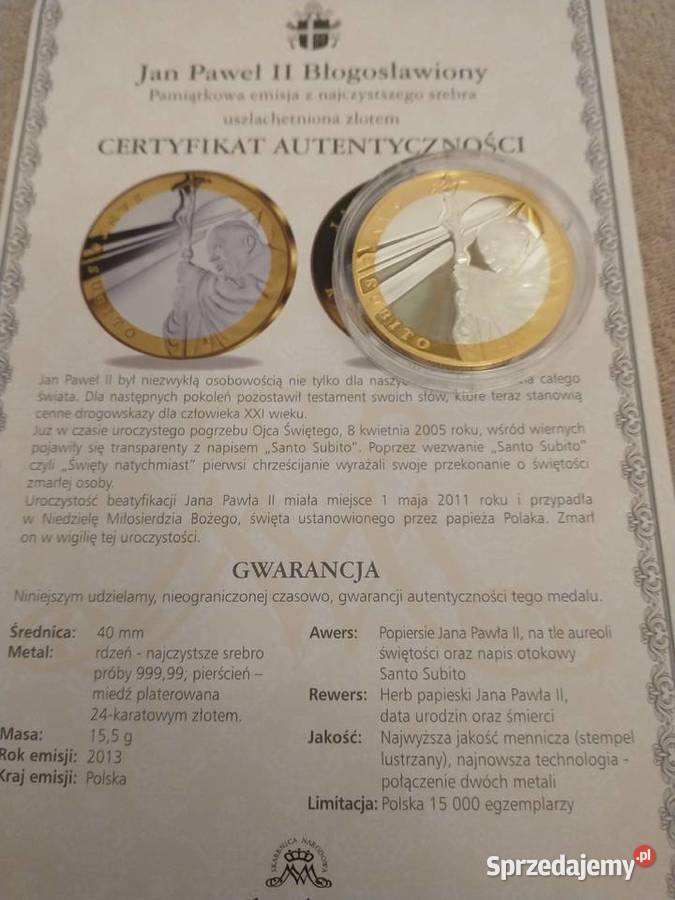 Jan Paweł II Błogosławiony
Pamiątkowa emisja z najczystszego srebra
uszlachetniona złotem
CERTYFIKAT AUTENTYCZNOŚCI
SANTO SUBITO
SUBITO
Jan Paweł II był niezwykłą osobowością nie tylko dla naszyc całego
świata. Dla następnych pokoleń pozostawił testament swoich słów, które teraz stanowią
cenne drogowskazy dla człowieka XXI wieku.
Już w czasie uroczystego pogrzebu Ojca Świętego, 8 kwietnia 2005 roku, wśród wiernych
pojawiły się transparenty z napisem „Santo Subito". Poprzez wezwanie „Santo Subito"
czyli „Święty natychmiast" pierwsi chrześcijanie wyrażali swoje przekonanie o świętości
zmarłej osoby.
Uroczystość beatyfikacji Jana Pawła II miała miejsce 1 maja 2011 roku i przypadła
w Niedzielę Miłosierdzia Bożego, święta ustanowionego przez papieża Polaka. Zmarł
on w wigilię tej uroczystości.
GWARANCJA
Niniejszym udzielamy, nieograniczonej czasowo, gwarancji autentyczności tego medalu.
Średnica: 40 mm
Metal: rdzeń - najczystsze srebro
próby 999,99; pierścień –
miedź platerowana
24-karatowym złotem.
Masa: 15,5 g
Rok emisji: 2013
Kraj emisji: Polska
Awers: Popiersie Jana Pawła II, na tle aureoli
świętości oraz napis otokowy
Santo Subito
Rewers: Herb papieski Jana Pawła II,
data urodzin oraz śmierci
Jakość: Najwyższa jakość mennicza (stempel
lustrzany), najnowsza technologia -
połączenie dwóch metali
Limitacja: Polska 15 000 egzemplarzy
SKARBNICA NARODOWA
Sprzedajemy.pl